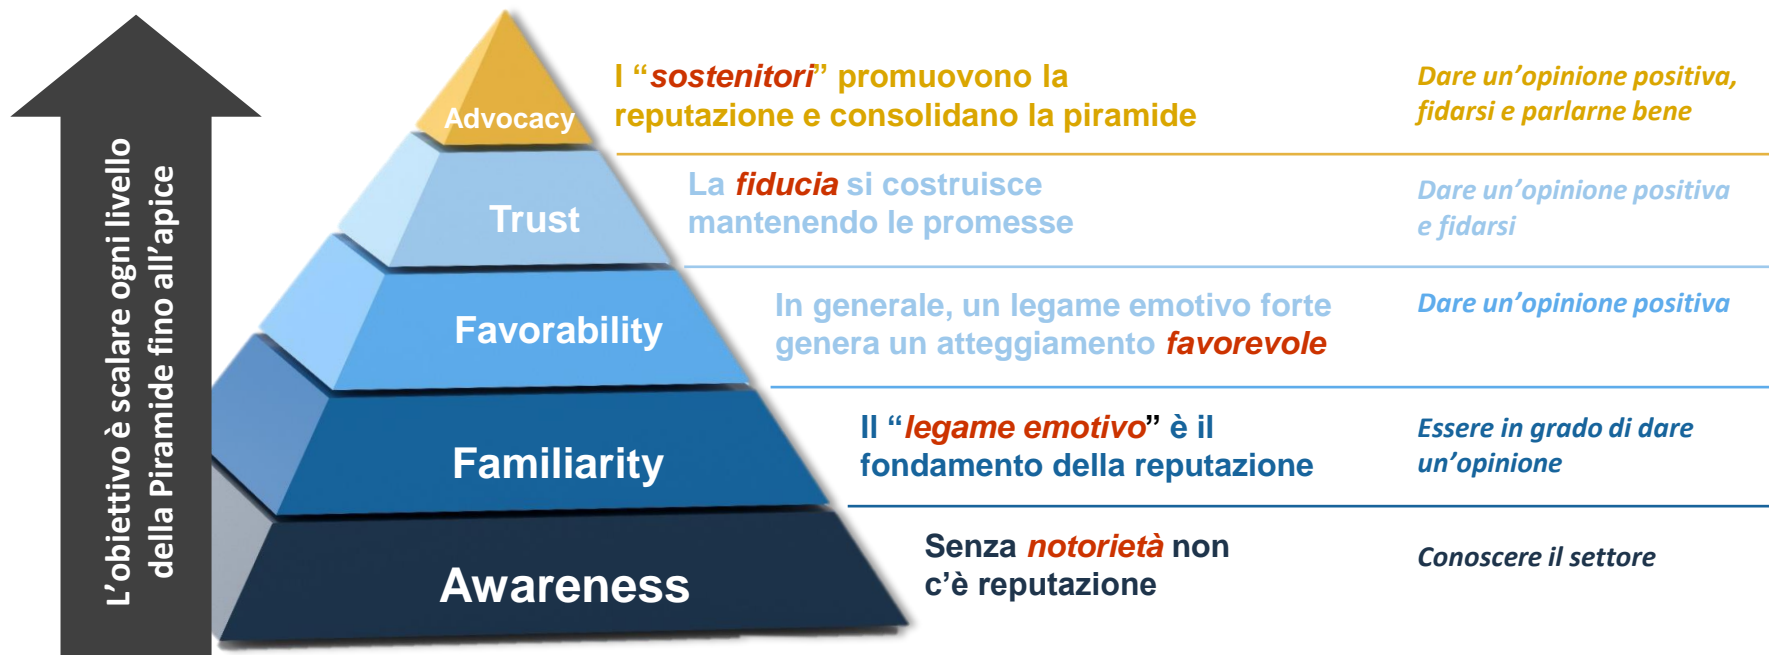 L’obiettivo è scalare ogni livello
della Piramide fino all’apice
Advocacy
I “sostenitori” promuovono la
reputazione e consolidano la piramide
Dare un’opinione positiva,
fidarsi e parlarne bene
Trust
La fiducia si costruisce
mantenendo le promesse
Dare un’opinione positiva
e fidarsi
Favorability
In generale, un legame emotivo forte
genera un atteggiamento favorevole
Dare un’opinione positiva
Familiarity
Il “legame emotivo” è il
fondamento della reputazione
Essere in grado di dare
un’opinione
Awareness
Senza notorietà non
c’è reputazione
Conoscere il settore